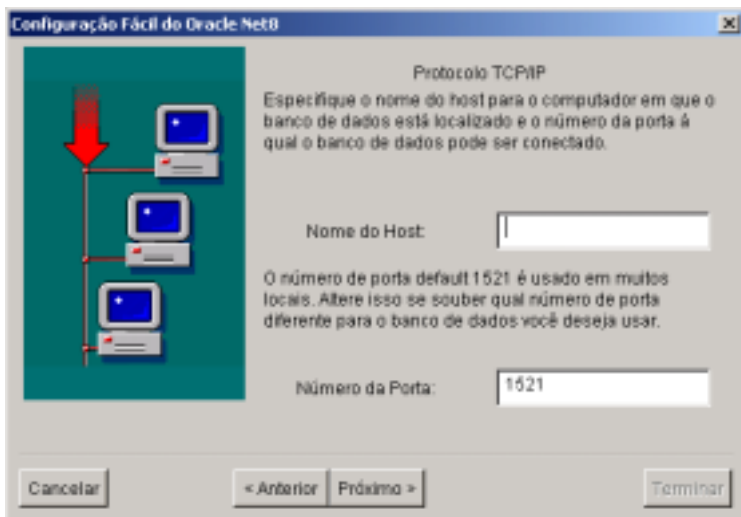 Configuração Fácil do Oracle Net8
Protocolo TCP/IP
Especifique o nome do host para o computador em que o
banco de dados está localizado e o número da porta à
qual o banco de dados pode ser conectado.
Nome do Host:
O número de porta default 1521 é usado em muitos
locais. Altere isso se souber qual número de porta
diferente para o banco de dados você deseja usar.
Número da Porta:
1521
Cancelar
« Anterior
Próximo »
Terminar